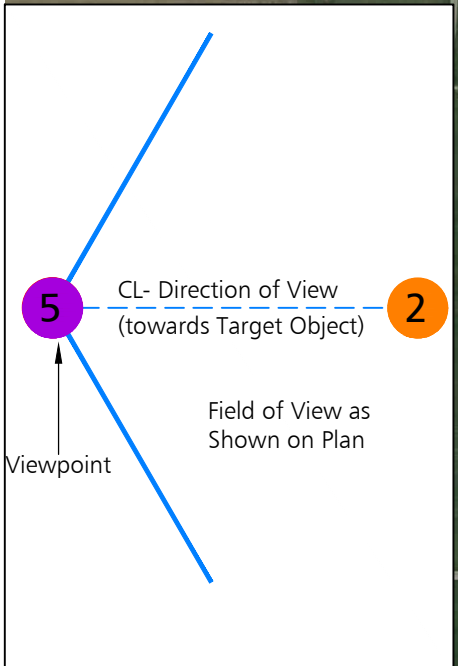 CL- Direction of View
5
2
(towards Target Object)
Field of View as
Shown on Plan
Viewpoint